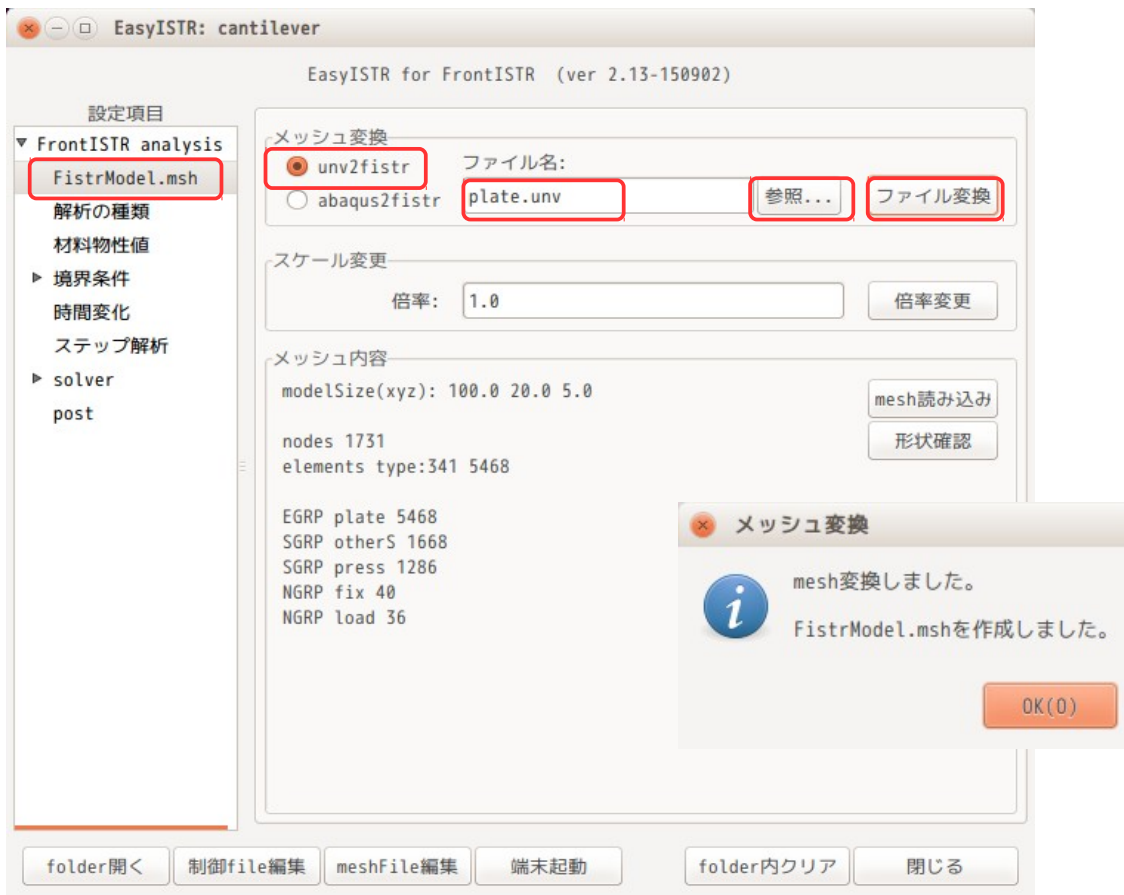 EasyISTR: cantilever
EasyISTR for FrontISTR (ver 2.13-150902)
設定項目
FrontISTR analysis
FistrModel.msh
解析の種類
材料物性値
境界条件
時間変化
ステップ解析
solver
post
メッシュ変換
unv2fistr
abaqus2fistr
ファイル名:
plate.unv
参照...
ファイル変換
スケール変更
倍率:
1.0
倍率変更
メッシュ内容
modelSize(xyz): 100.0 20.0 5.0
nodes 1731
elements type:341 5468
EGRP plate 5468
SGRP otherS 1668
SGRP press 1286
NGRP fix 40
NGRP load 36
mesh読み込み
形状確認
メッシュ変換
mesh変換しました。
FistrModel.mshを作成しました。
OK(O)
folder開く
制御file編集
meshFile編集
端末起動
folder内クリア
閉じる